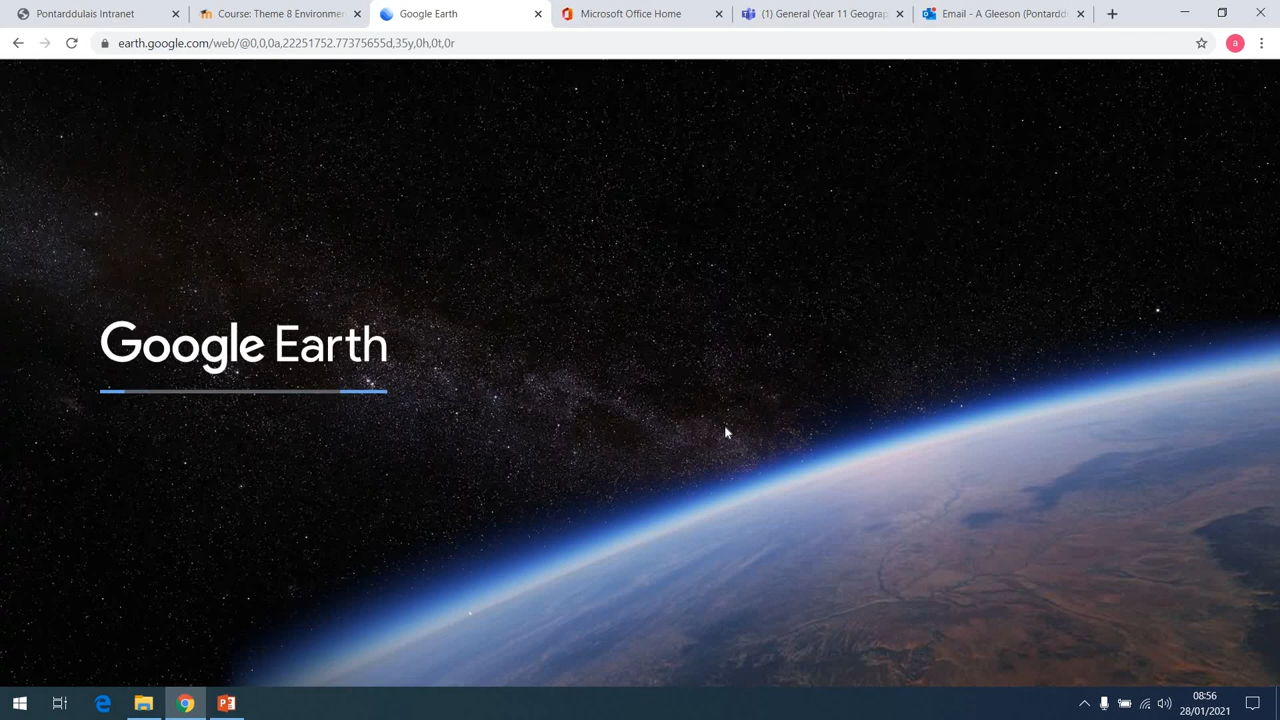 Pontarddulais Intranet
Course: Theme 8 Environmen
Google Earth
Microsoft Office Home
(1) General (Year 11 Geograp
Email - A Gleeson (Pontardd
earth.google.com/web/@0,0,0a,22251752.77375655d,35y,0h,0t,0r
a
Google Earth
08:56
28/01/2021